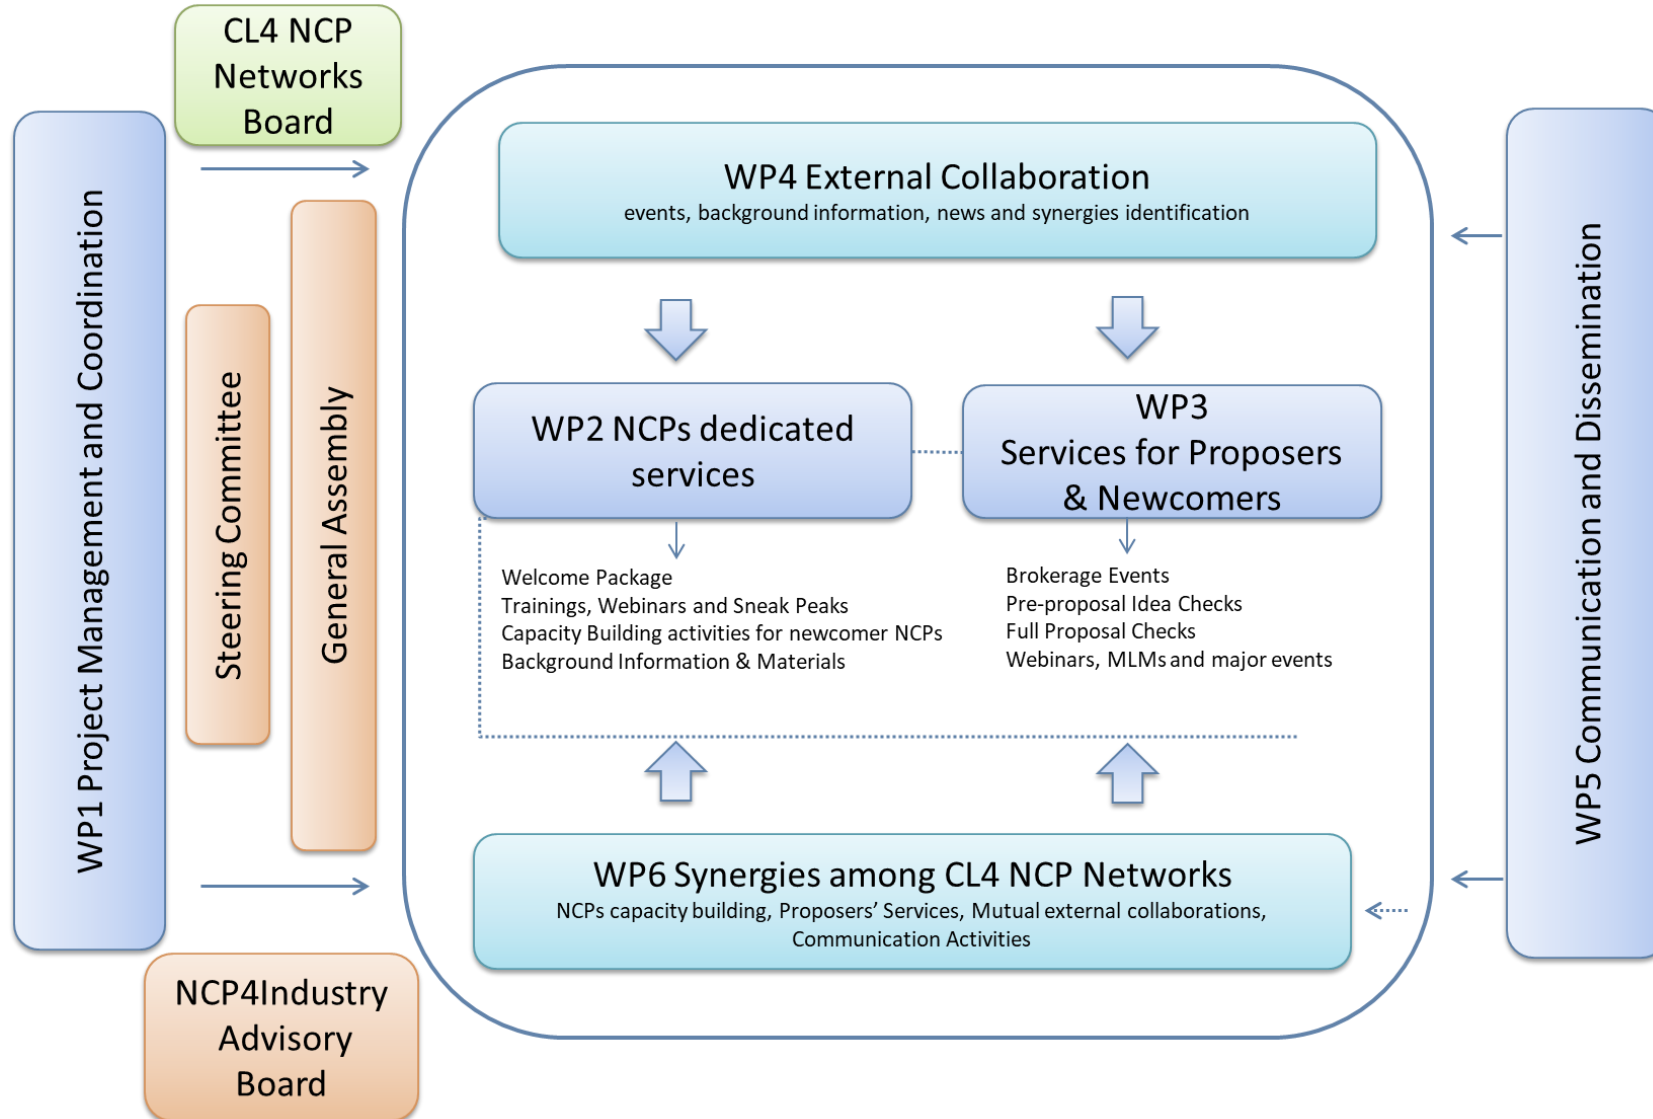 CL4 NCP
Networks
Board
WP1 Project Management and Coordination
Steering Committee
General Assembly
NCP4Industry
Advisory
Board
WP4 External Collaboration
events, background information, news and synergies identification
WP2 NCPs dedicated
services
WP3
Services for Proposers
& Newcomers
Welcome Package
Trainings, Webinars and Sneak Peaks
Capacity Building activities for newcomer NCPs
Background Information & Materials
Brokerage Events
Pre-proposal Idea Checks
Full Proposal Checks
Webinars, MLMs and major events
WP6 Synergies among CL4 NCP Networks
NCPs capacity building, Proposers’ Services, Mutual external collaborations,
Communication Activities
WP5 Communication and Dissemination